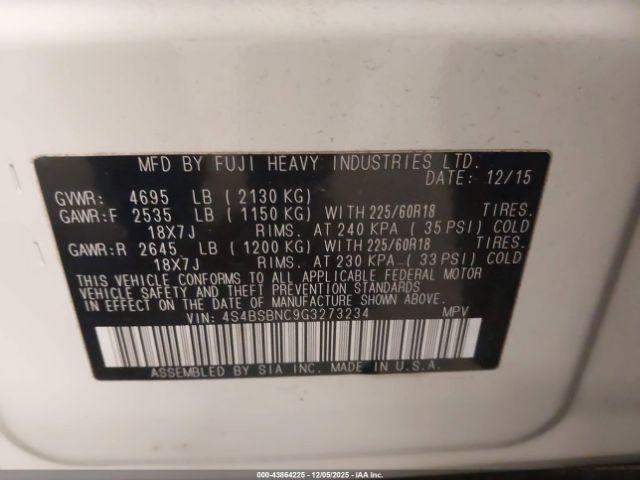 MFD BY FUJI HEAVY INDUSTRIES LTD.
DATE: 12/15
GVWR: 4695 LB ( 2130 KG)
GAWR:F 2535 LB ( 1150 KG) WITH 225/60R18 TIRES.
18X7J RIMS. AT 240 KPA ( 35 PSI) COLD
GAWR:R 2645 LB ( 1200 KG) WITH 225/60R18 TIRES.
18X7J RIMS. AT 230 KPA ( 33 PSI) COLD
THIS VEHICLE CONFORMS TO ALL APPLICABLE FEDERAL MOTOR
VEHICLE SAFETY AND THEFT PREVENTION STANDARDS
IN EFFECT ON THE DATE OF MANUFACTURE SHOWN ABOVE.
VIN: 4S4BSBNC9G3273234 MPV
ASSEMBLED BY SIA INC. MADE IN U.S.A.
000-43864225 - 12/05/2025 - IAA Inc.